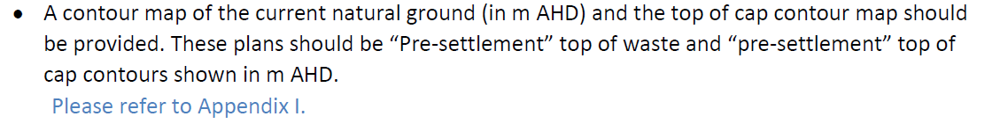 • A contour map of the current natural ground (in m AHD) and the top of cap contour map should
be provided. These plans should be “Pre-settlement” top of waste and “pre-settlement” top of
cap contours shown in m AHD.
Please refer to Appendix I.